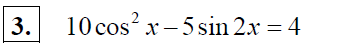 3. 10cos² x − 5sin 2x = 4